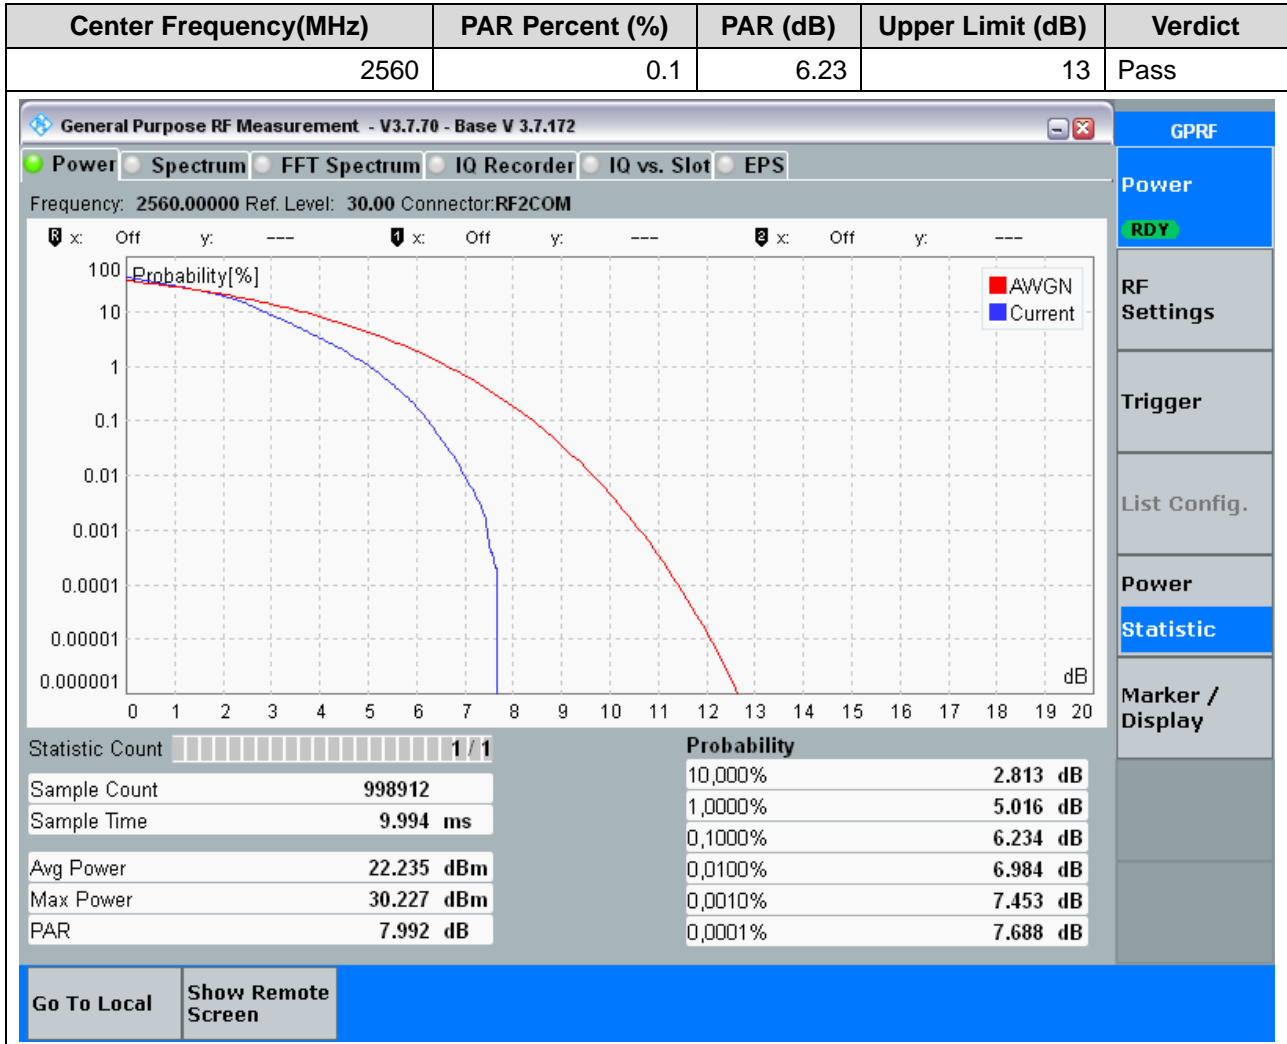 Center Frequency(MHz) PAR Percent (%) PAR (dB) Upper Limit (dB) Verdict
2560 0.1 6.23 13 Pass
General Purpose RF Measurement - V3.7.70 - Base V 3.7.172
GPRF
Power Spectrum FFT Spectrum IQ Recorder IQ vs. Slot EPS
Frequency: 2560.00000 Ref. Level: 30.00 Connector:RF2COM
R x: Off y: --- 1 x: Off y: --- 2 x: Off y: ---
Probability[%]
100
10
1
0.1
0.01
0.001
0.0001
0.00001
0.000001
AWGN
Current
dB
0 1 2 3 4 5 6 7 8 9 10 11 12 13 14 15 16 17 18 19 20
Statistic Count 1 / 1
Sample Count 998912
Sample Time 9.994 ms
Avg Power 22.235 dBm
Max Power 30.227 dBm
PAR 7.992 dB
Probability
10,000% 2.813 dB
1,0000% 5.016 dB
0,1000% 6.234 dB
0,0100% 6.984 dB
0,0010% 7.453 dB
0,0001% 7.688 dB
Power
RDY
RF
Settings
Trigger
List Config.
Power
Statistic
Marker /
Display
Go To Local
Show Remote
Screen